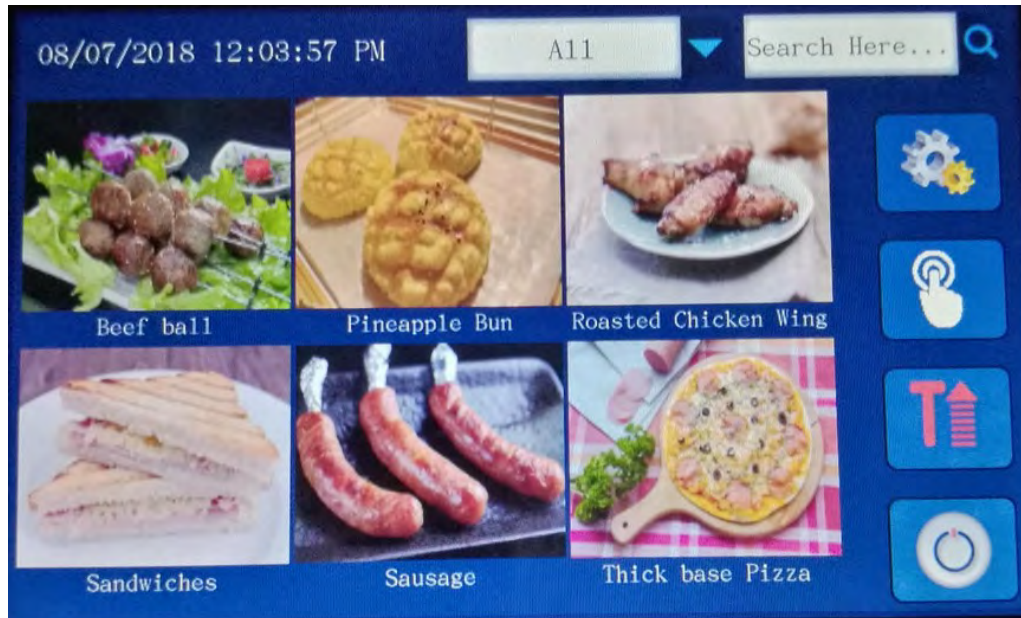 08/07/2018 12:03:57 PM
All
Search Here...
Beef ball
Pineapple Bun
Roasted Chicken Wing
Sandwiches
Sausage
Thick base Pizza
T